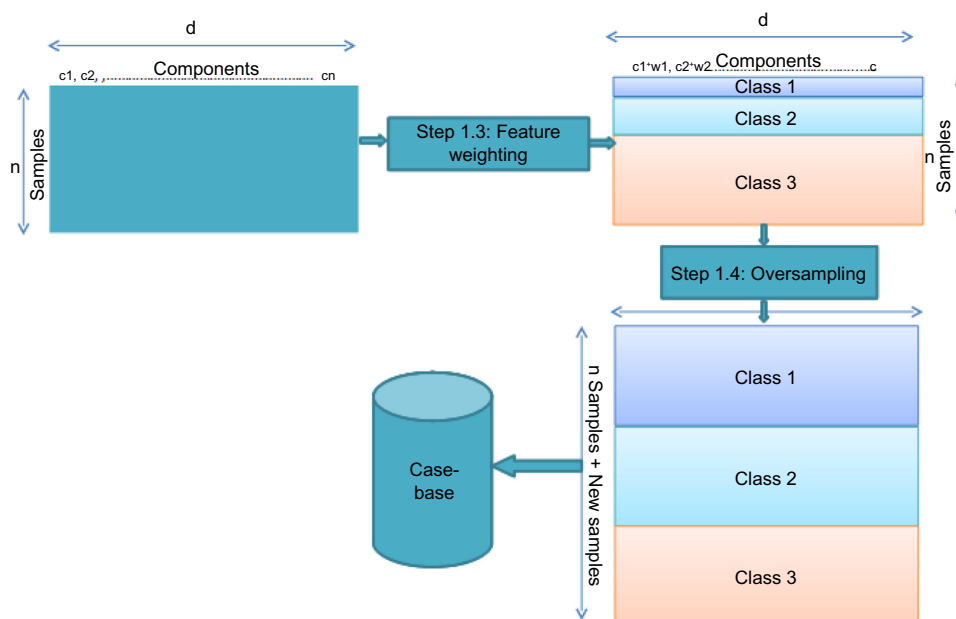 d
d
Components
c1, c2, ,........ cn
Components
c1+w1, c2+w2........c
Class 1
Class 2
Class 3
n
Samples
Step 1.3: Feature
weighting
n
Samples
Step 1.4: Oversampling
Class 1
Class 2
Class 3
n Samples + New samples
Case-
base